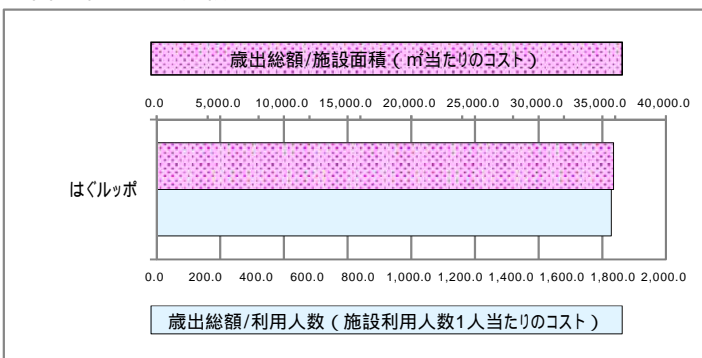 歳出総額/施設面積（㎡当たりのコスト）
0.0 5,000.0 10,000.0 15,000.0 20,000.0 25,000.0 30,000.0 35,000.0 40,000.0
はぐルッポ
0.0 200.0 400.0 600.0 800.0 1,000.0 1,200.0 1,400.0 1,600.0 1,800.0 2,000.0
歳出総額/利用人数（施設利用人数1人当たりのコスト）